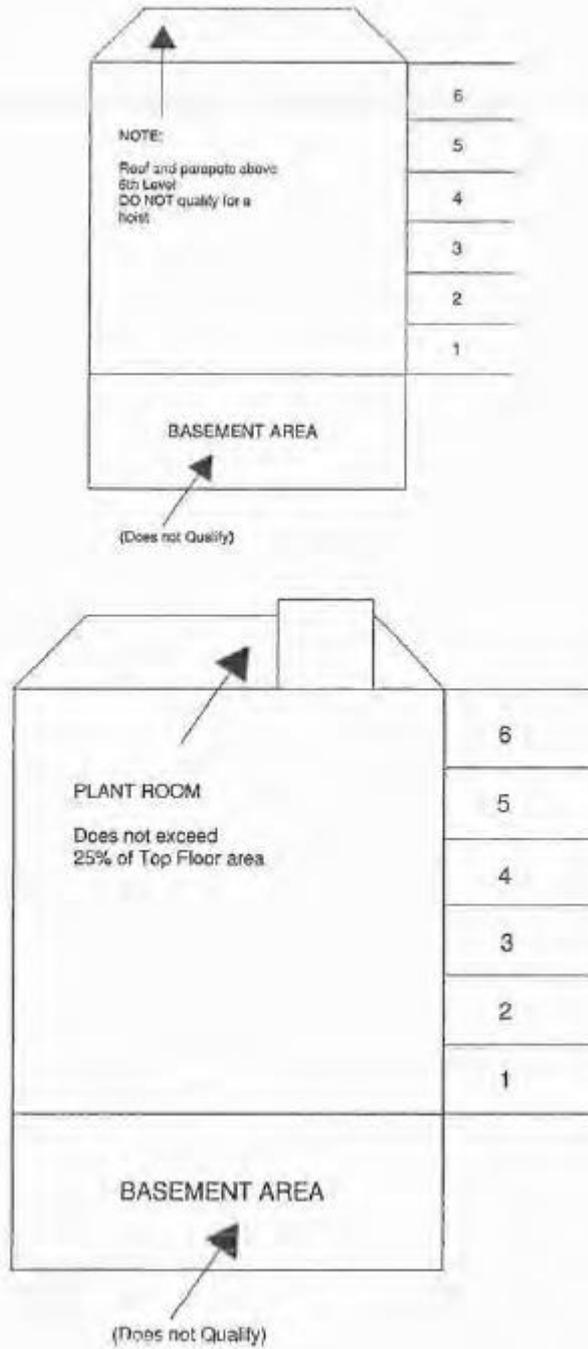 6
5
4
3
2
1
NOTE:
Roof and parapets above
6th Level
DO NOT qualify for a
hoist
BASEMENT AREA
(Does not Qualify)
6
5
4
3
2
1
PLANT ROOM
Does not exceed
25% of Top Floor area
BASEMENT AREA
(Does not Qualify)